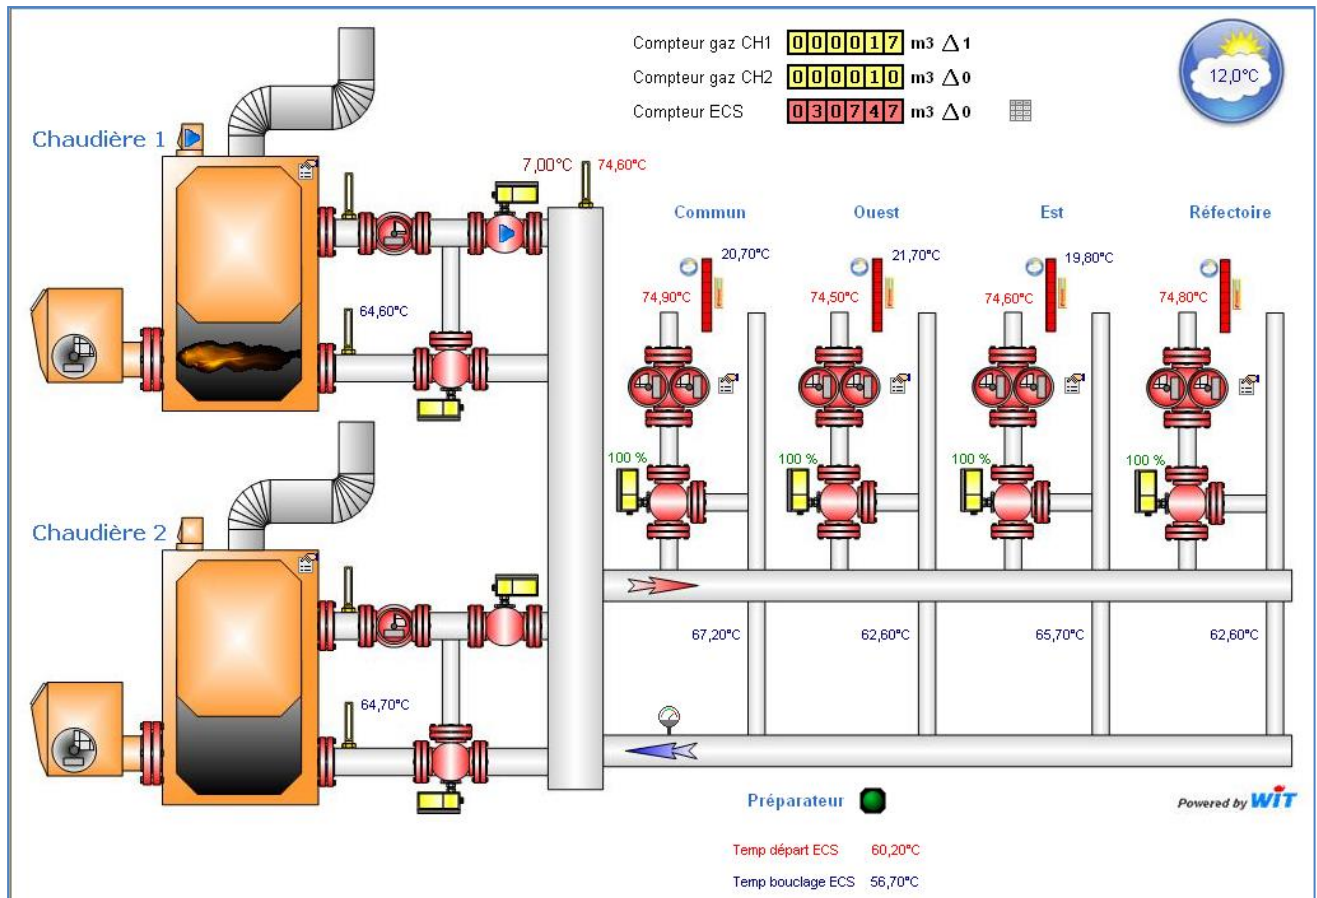 Compteur gaz CH1 000017 m3 Δ 1
Compteur gaz CH2 000010 m3 Δ 0
Compteur ECS 030747 m3 Δ 0
12,0°C
Chaudière 1
7,00°C 74,60°C
Commun Ouest Est Réfectoire
20,70°C 21,70°C 19,80°C
74,90°C 74,50°C 74,60°C 74,80°C
64,60°C
100 % 100 % 100 % 100 %
Chaudière 2
67,20°C 62,60°C 65,70°C 62,60°C
64,70°C
Préparateur
Powered by WIT
Temp départ ECS 60,20°C
Temp bouclage ECS 56,70°C